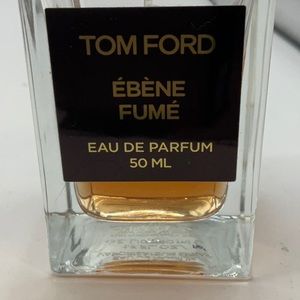 TOM FORD
ÉBÈNE
FUMÉ
EAU DE PARFUM
50 ML